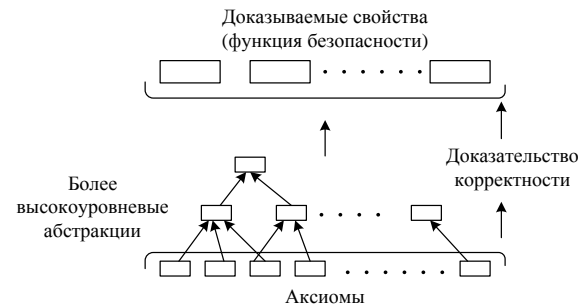 Доказываемые свойства
(функция безопасности)
Более
высокоуровневые
абстракции
Доказательство
корректности
Аксиомы